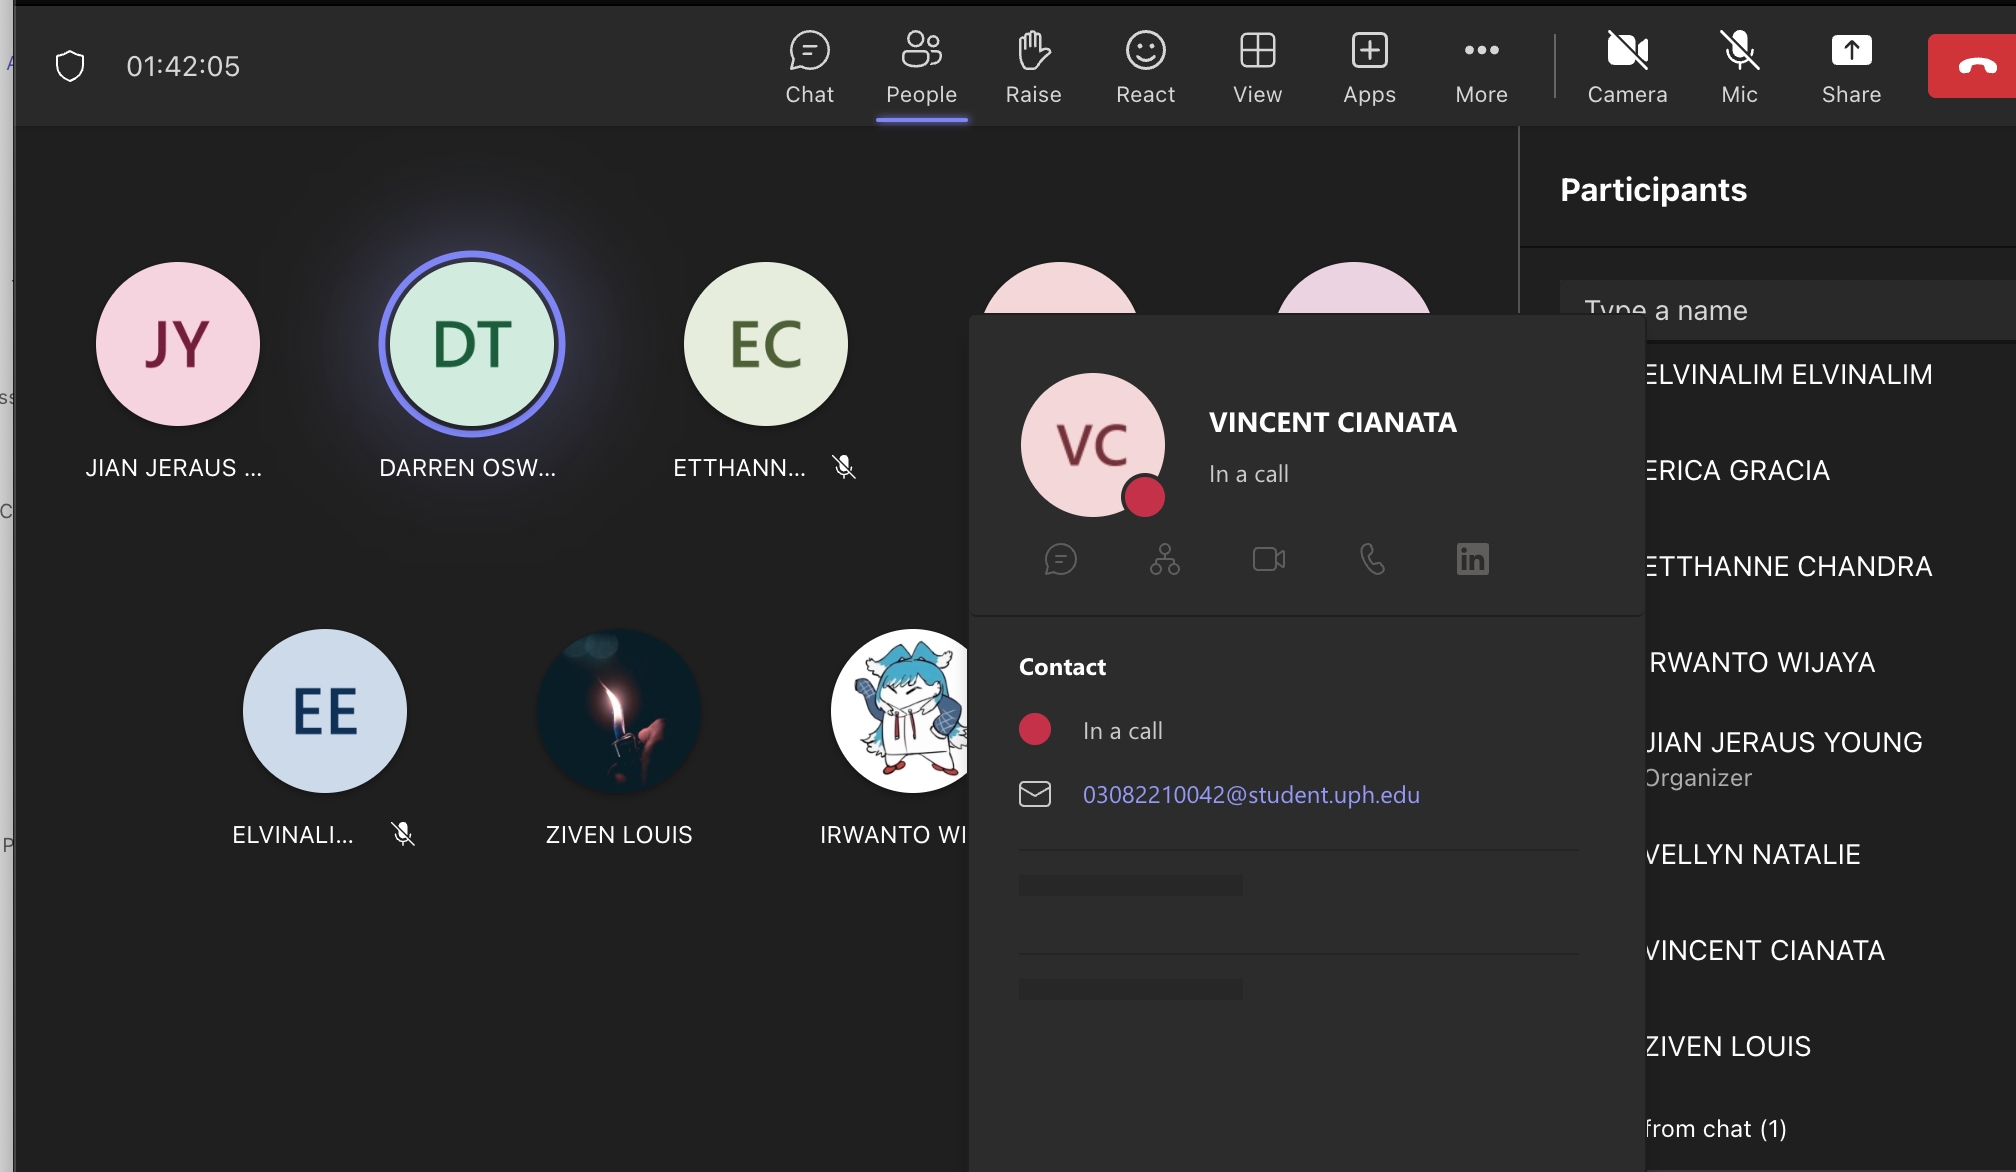 01:42:05
Chat
People
Raise
React
View
Apps
More
Camera
Mic
Share
Participants
Type a name
JY
DT
EC
JIAN JERAUS ...
DARREN OSW...
ETTHANN...
VC
VINCENT CIANATA
In a call
in
Contact
In a call
03082210042@student.uph.edu
EE
ELVINALI...
ZIVEN LOUIS
IRWANTO WI
ELVINALIM ELVINALIM
ERICA GRACIA
ETTHANNE CHANDRA
RWANTO WIJAYA
JIAN JERAUS YOUNG
Organizer
VELLYN NATALIE
VINCENT CIANATA
ZIVEN LOUIS
from chat (1)